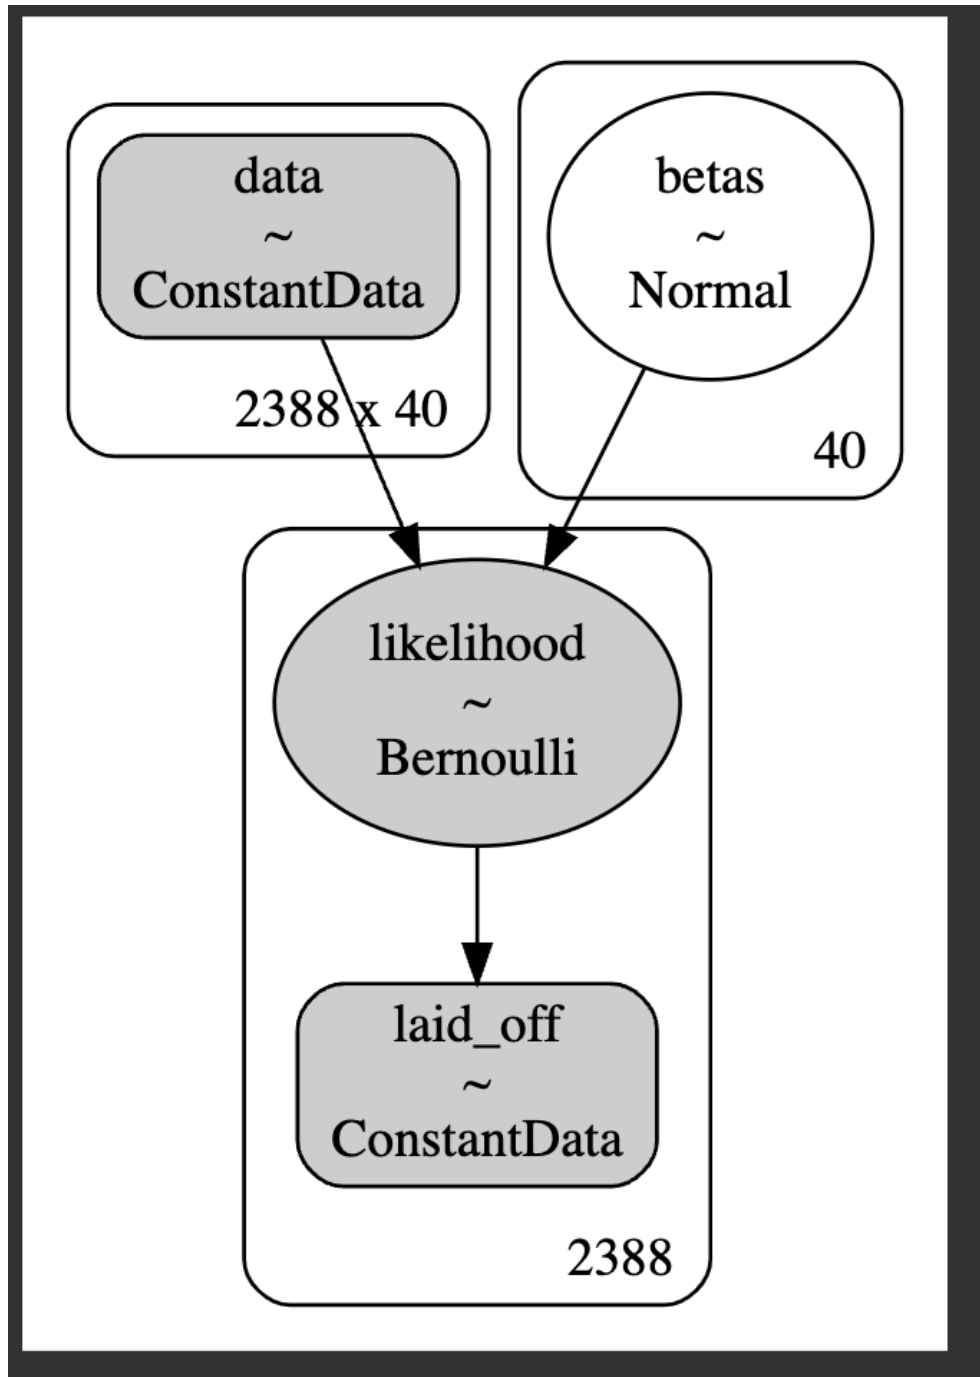 data
~
ConstantData
2388 x 40
betas
~
Normal
40
likelihood
~
Bernoulli
laid_off
~
ConstantData
2388